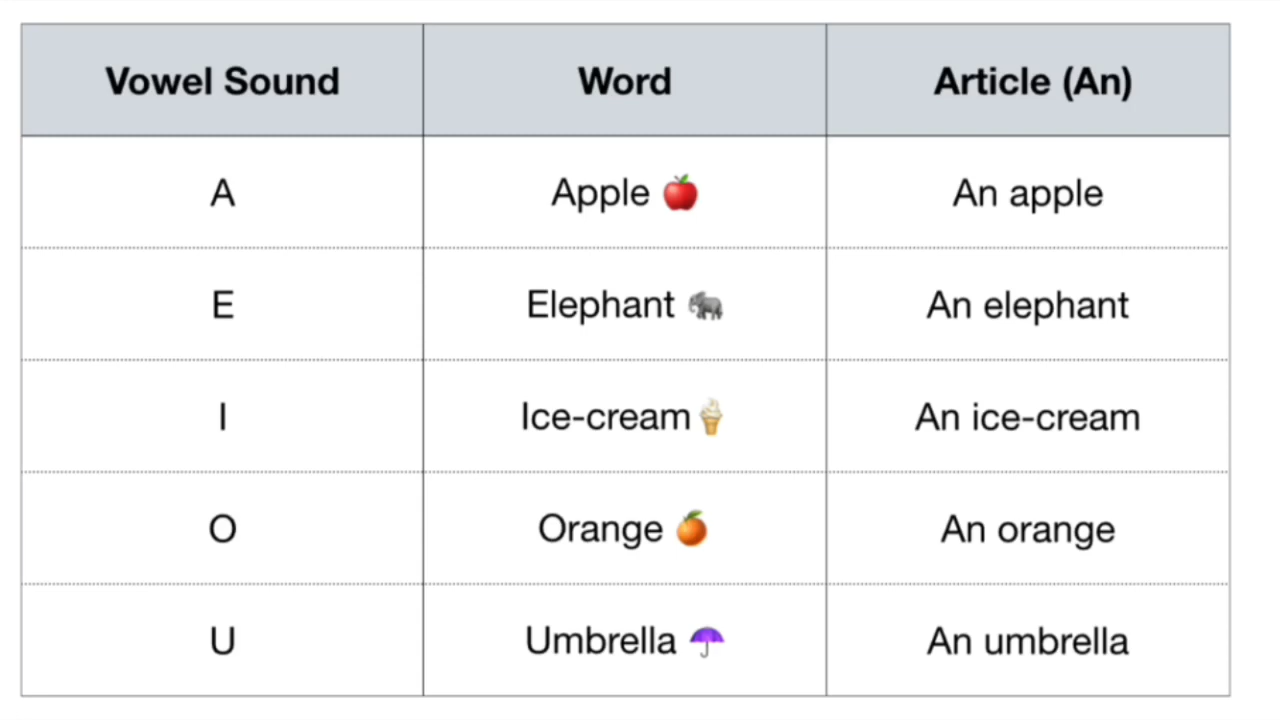 Vowel Sound Word Article (An)
A Apple 🍎 An apple
E Elephant 🐘 An elephant
I Ice-cream🍦 An ice-cream
O Orange 🍊 An orange
U Umbrella ☂️ An umbrella